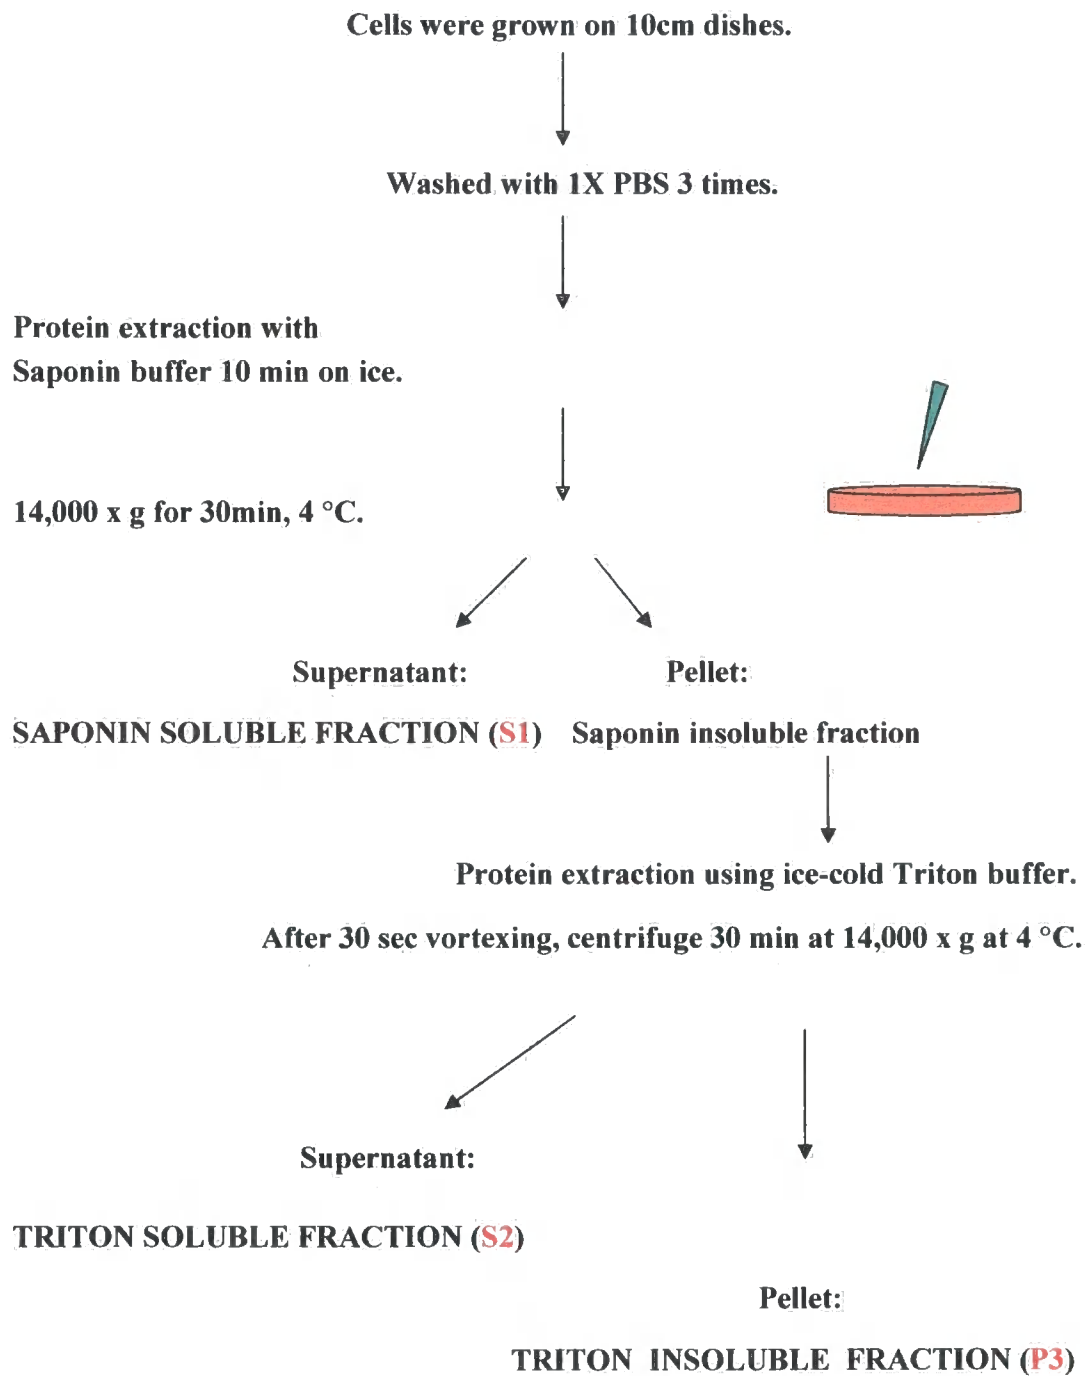 Cells were grown on 10cm dishes.
Washed with 1X PBS 3 times.
Protein extraction with
Saponin buffer 10 min on ice.
14,000 x g for 30min, 4 °C.
Supernatant:
Pellet:
SAPONIN SOLUBLE FRACTION (S1)
Saponin insoluble fraction
Protein extraction using ice-cold Triton buffer.
After 30 sec vortexing, centrifuge 30 min at 14,000 x g at 4 °C.
Supernatant:
TRITON SOLUBLE FRACTION (S2)
Pellet:
TRITON INSOLUBLE FRACTION (P3)